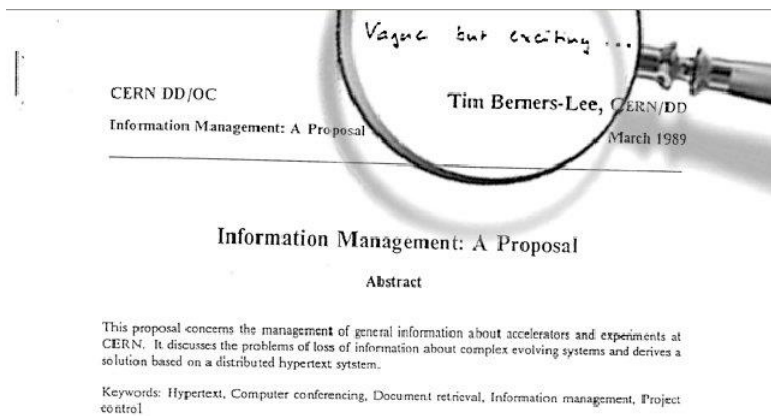 Vague but exciting ...
CERN DD/OC
Tim Berners-Lee, CERN/DD
Information Management: A Proposal
March 1989
Information Management: A Proposal
Abstract
This proposal concerns the management of general information about accelerators and experiments at
CERN. It discusses the problems of loss of information about complex evolving systems and derives a
solution based on a distributed hypertext sytstem.
Keywords: Hypertext, Computer conferencing, Document retrieval, Information management, Project
control